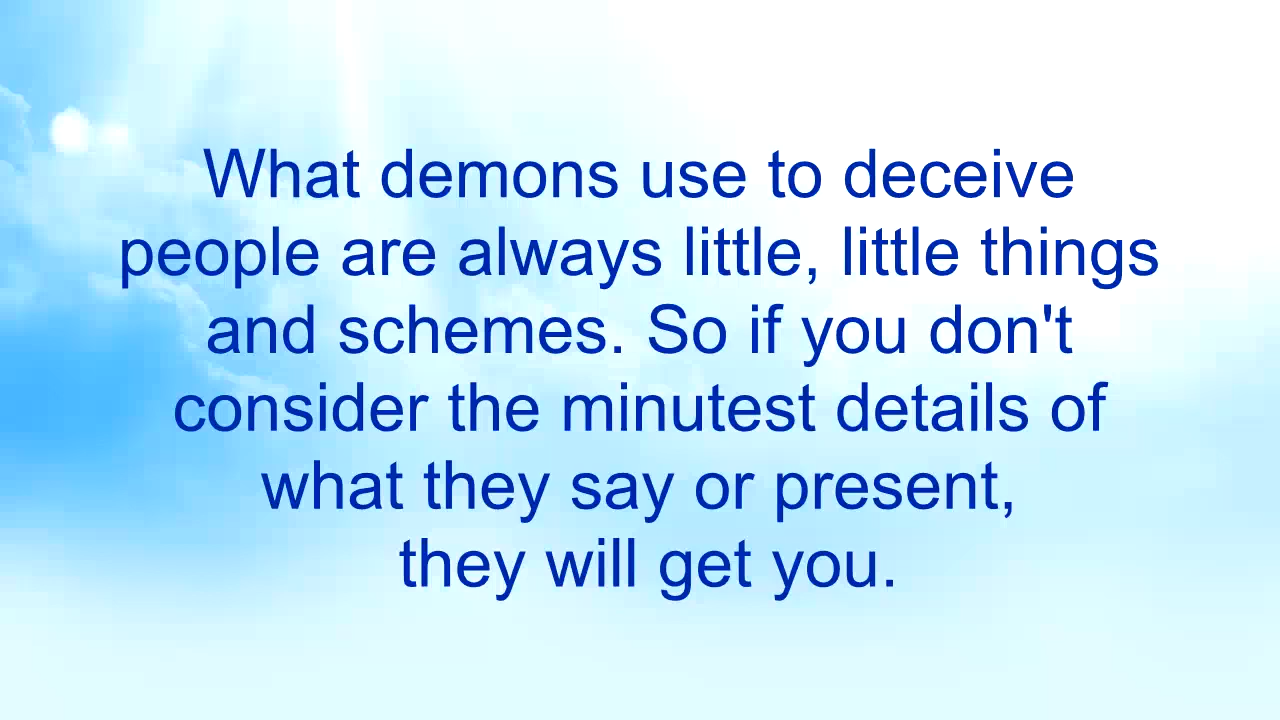 What demons use to deceive
people are always little, little things
and schemes. So if you don't
consider the minutest details of
what they say or present,
they will get you.